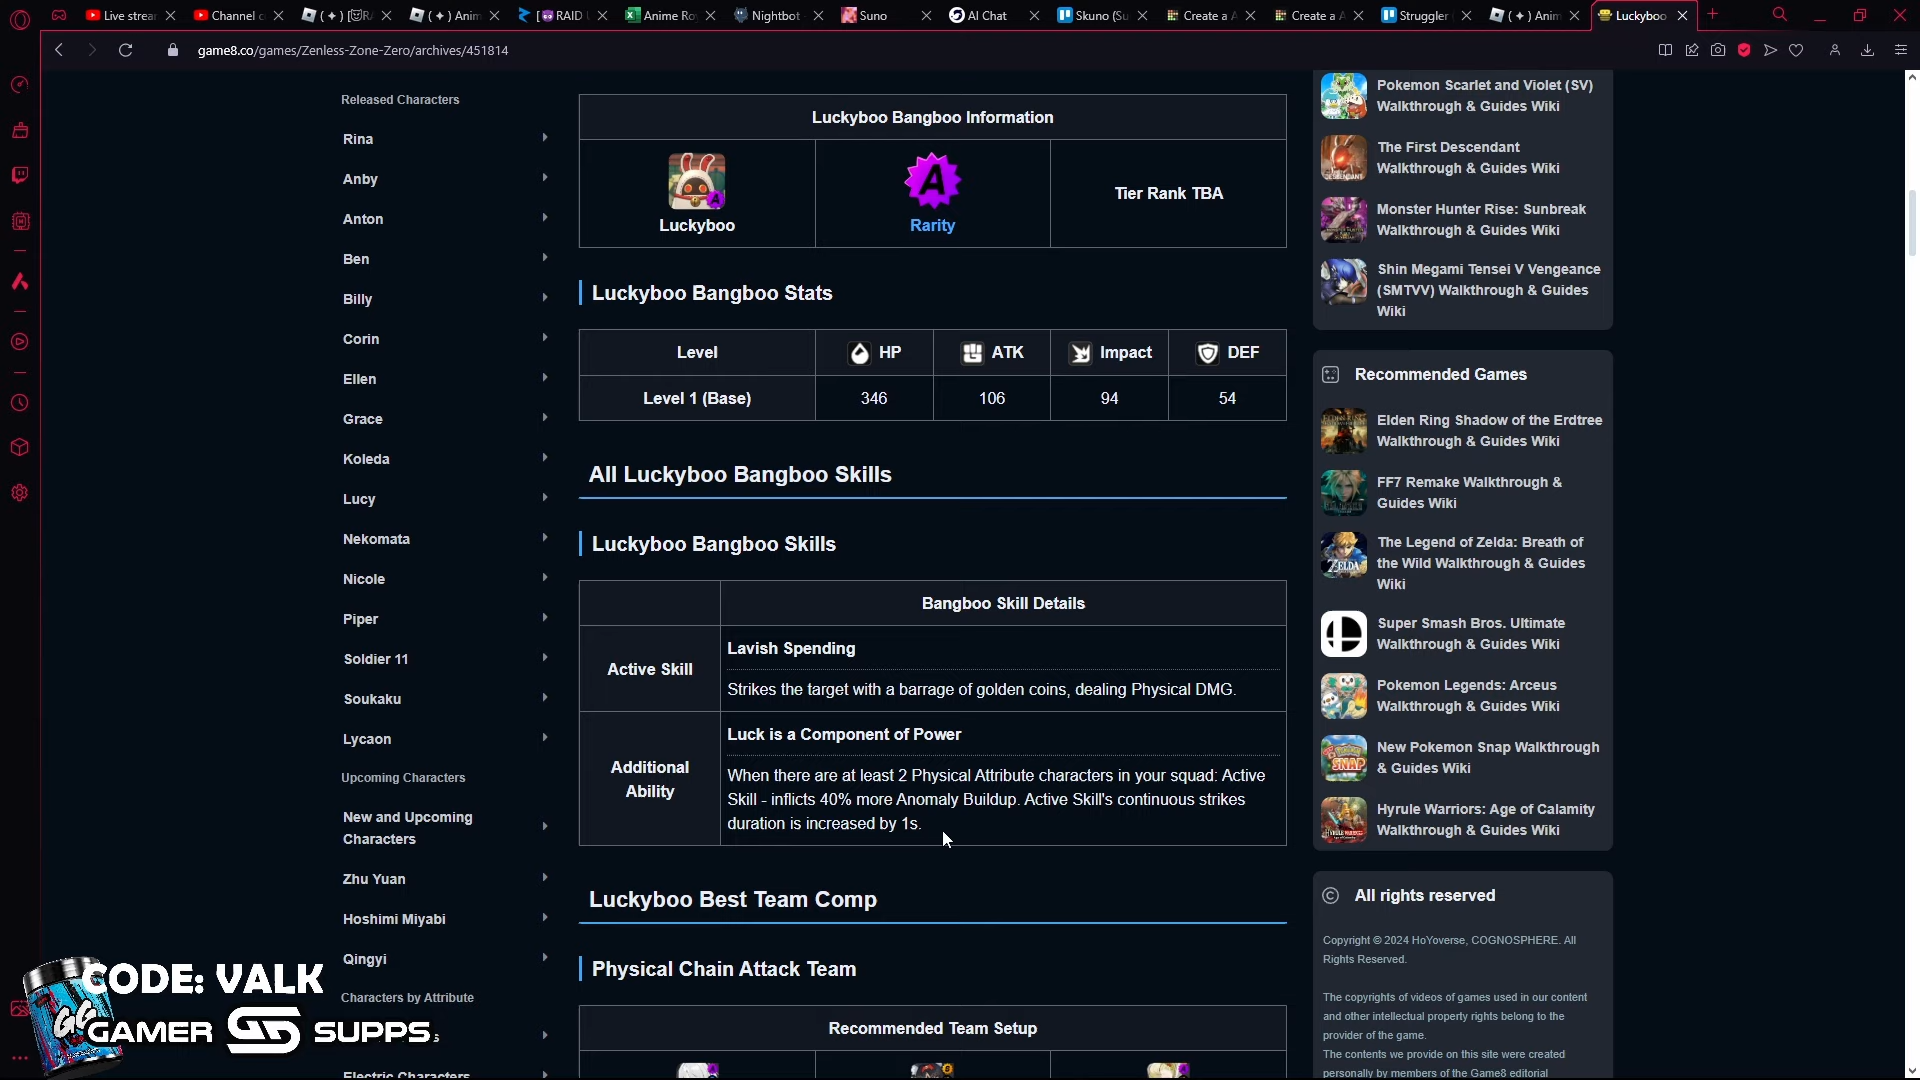 Live strea
Channel c
( ✦ ) [😈R
( ✦ ) Anim
[😈RAID
Anime Ro
Nightbot
Suno
AI Chat
Skuno (Su
Create a A
Create a A
Struggler
( ✦ ) Anim
Luckyboo
game8.co/games/Zenless-Zone-Zero/archives/451814
Released Characters
Rina
Anby
Anton
Ben
Billy
Corin
Ellen
Grace
Koleda
Lucy
Nekomata
Nicole
Piper
Soldier 11
Soukaku
Lycaon
Upcoming Characters
New and Upcoming
Characters
Zhu Yuan
Hoshimi Miyabi
Qingyi
Characters by Attribute
Electric Characters
CODE: VALK
GG
GAMER SUPPS
Luckyboo Bangboo Information
Luckyboo
A
Rarity
Tier Rank TBA
Luckyboo Bangboo Stats
Level HP ATK Impact DEF
Level 1 (Base) 346 106 94 54
All Luckyboo Bangboo Skills
Luckyboo Bangboo Skills
Bangboo Skill Details
Active Skill
Lavish Spending
Strikes the target with a barrage of golden coins, dealing Physical DMG.
Additional
Ability
Luck is a Component of Power
When there are at least 2 Physical Attribute characters in your squad: Active
Skill - inflicts 40% more Anomaly Buildup. Active Skill's continuous strikes
duration is increased by 1s.
Luckyboo Best Team Comp
Physical Chain Attack Team
Recommended Team Setup
Pokemon Scarlet and Violet (SV)
Walkthrough & Guides Wiki
The First Descendant
Walkthrough & Guides Wiki
Monster Hunter Rise: Sunbreak
Walkthrough & Guides Wiki
Shin Megami Tensei V Vengeance
(SMTVV) Walkthrough & Guides
Wiki
Recommended Games
Elden Ring Shadow of the Erdtree
Walkthrough & Guides Wiki
FF7 Remake Walkthrough &
Guides Wiki
The Legend of Zelda: Breath of
the Wild Walkthrough & Guides
Wiki
Super Smash Bros. Ultimate
Walkthrough & Guides Wiki
Pokemon Legends: Arceus
Walkthrough & Guides Wiki
New Pokemon Snap Walkthrough
& Guides Wiki
Hyrule Warriors: Age of Calamity
Walkthrough & Guides Wiki
© All rights reserved
Copyright © 2024 HoYoverse, COGNOSPHERE. All
Rights Reserved.
The copyrights of videos of games used in our content
and other intellectual property rights belong to the
provider of the game.
The contents we provide on this site were created
personally by members of the Game8 editorial